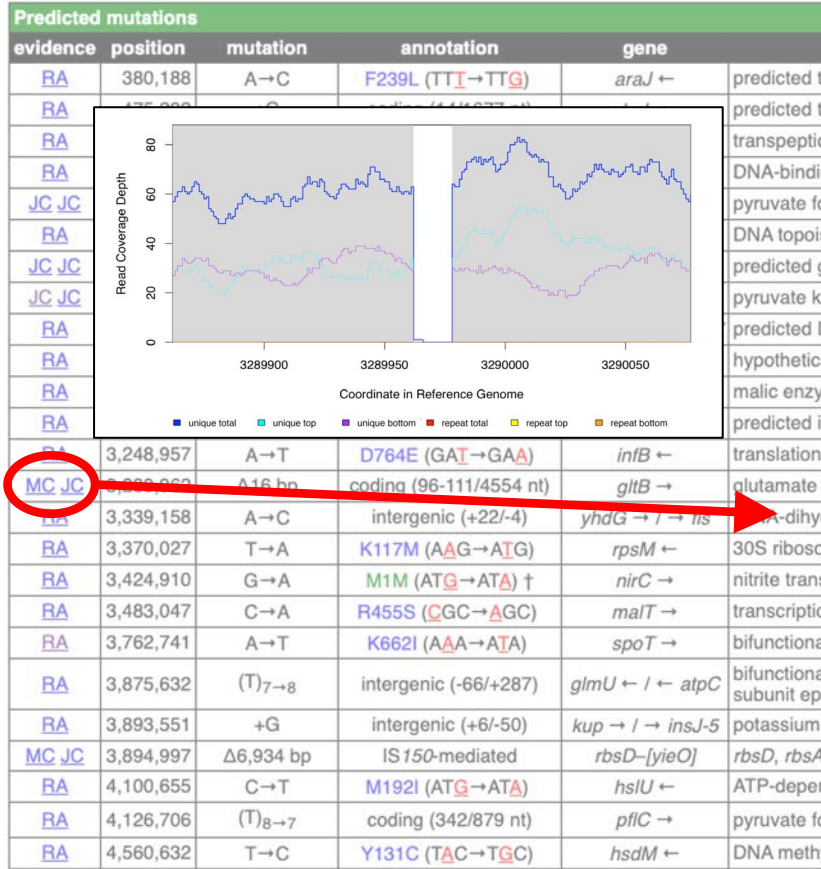 Predicted mutations
evidence position mutation annotation gene
RA 380,188 A→C F239L (TTT→TTG) araJ ← predicted t
RA predicted t
RA transpeptic
RA DNA-bindi
JC JC pyruvate fo
RA DNA topois
JC JC predicted g
JC JC pyruvate k
RA predicted
RA hypothetic
RA malic enzy
RA predicted i
Read Coverage Depth
80
60
40
20
0
3289900 3289950 3290000 3290050
Coordinate in Reference Genome
unique total unique top unique bottom repeat total repeat top repeat bottom
RA 3,248,957 A→T D764E (GAT→GAA) infB ← translation
MC JC Δ16 bp coding (96-111/4554 nt) gltB → glutamate
RA 3,339,158 A→C intergenic (+22/-4) yhdG → / → fis A-dihy
RA 3,370,027 T→A K117M (AAG→ATG) rpsM ← 30S riboso
RA 3,424,910 G→A M1M (ATG→ATA) † nirC → nitrite trans
RA 3,483,047 C→A R455S (CGC→AGC) malT → transcriptio
RA 3,762,741 A→T K662I (AAA→ATA) spoT → bifunctiona
RA 3,875,632 (T)7→8 intergenic (-66/+287) glmU ← / ← atpC bifunctiona
subunit ep
RA 3,893,551 +G intergenic (+6/-50) kup → / → insJ-5 potassium
MC JC 3,894,997 Δ6,934 bp IS150-mediated rbsD–[yieO] rbsD, rbsA
RA 4,100,655 C→T M192I (ATG→ATA) hslU ← ATP-deper
RA 4,126,706 (T)8→7 coding (342/879 nt) pflC → pyruvate fo
RA 4,560,632 T→C Y131C (TAC→TGC) hsdM ← DNA meth